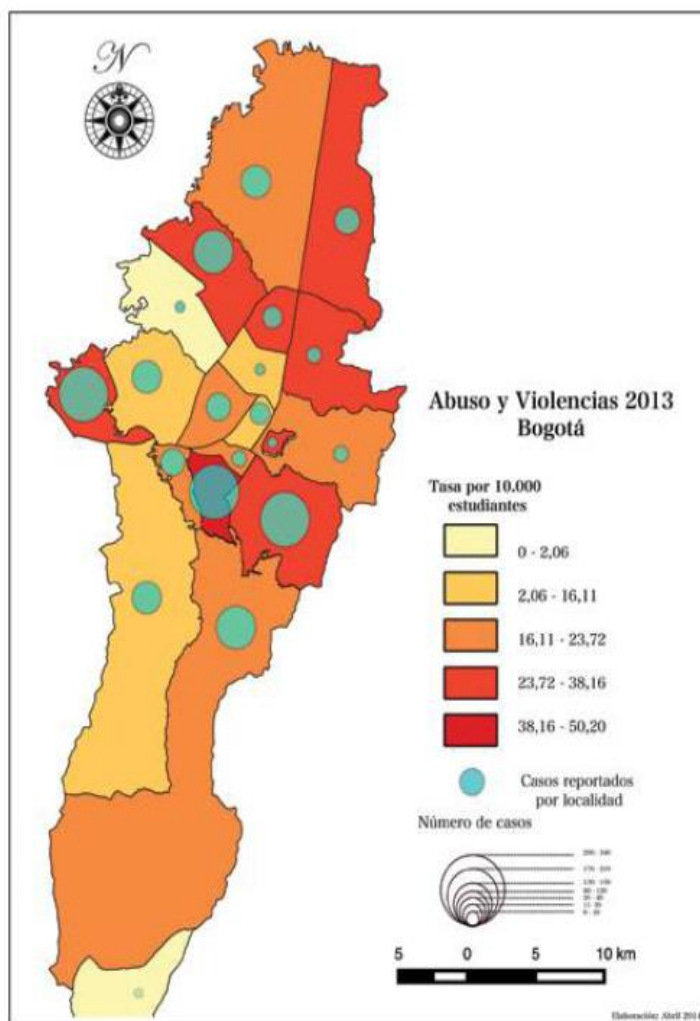 N
Abuso y Violencias 2013
Bogotá
Tasa por 10.000
estudiantes
0 - 2,06
2,06 - 16,11
16,11 - 23,72
23,72 - 38,16
38,16 - 50,20
Casos reportados
por localidad
Número de casos
5 0 5 10 km
Elaboración: Abril